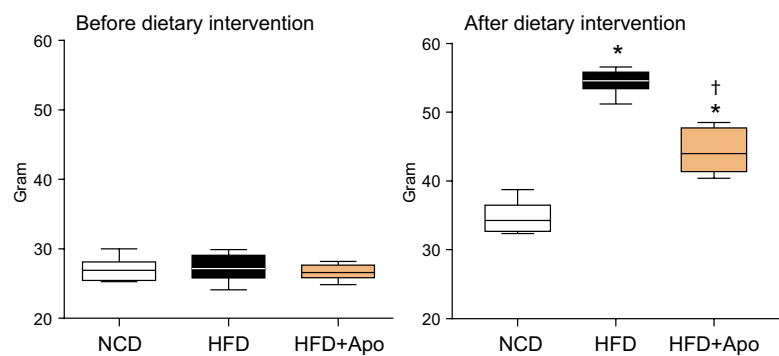 Before dietary intervention
60
50
40
30
20
Gram
NCD HFD HFD+Apo
After dietary intervention
60
50
40
30
20
Gram
*
†
*
NCD HFD HFD+Apo